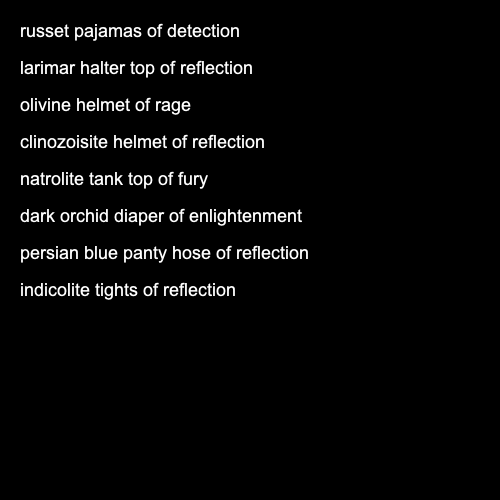 russet pajamas of detection
larimar halter top of reflection
olivine helmet of rage
clinozoisite helmet of reflection
natrolite tank top of fury
dark orchid diaper of enlightenment
persian blue panty hose of reflection
indicolite tights of reflection